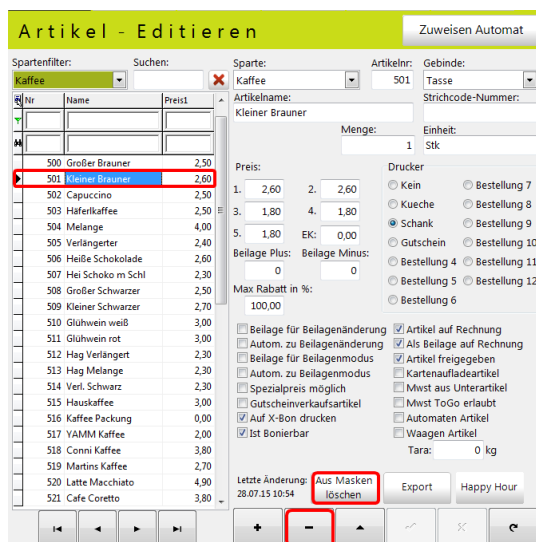 Artikel - Editieren
Zuweisen Automat
Spartenfilter: Suchen: Sparte: Artikelnr: Gebinde:
Kaffee Kaffee 501 Tasse
Nr Name Preis1 Artikelname: Strichcode-Nummer:
Kleiner Brauner
Menge: Einheit:
1 Stk
500 Großer Brauner 2,50
501 Kleiner Brauner 2,60
502 Capuccino 2,50
503 Häferlkaffee 2,50
504 Melange 4,00
505 Verlängerter 2,40
506 Heiße Schokolade 2,60
507 Hei Schoko m Schl 2,30
508 Großer Schwarzer 2,50
509 Kleiner Schwarzer 2,70
510 Glühwein weiß 3,00
511 Glühwein rot 3,00
512 Hag Verlängert 2,30
513 Hag Melange 2,30
514 Verl. Schwarz 2,30
515 Hauskaffee 3,00
516 Kaffee Packung 0,00
517 YAMM Kaffee 2,00
518 Conni Kaffee 3,80
519 Martins Kaffee 2,70
520 Latte Macchiato 4,90
521 Cafe Coretto 3,80
Preis:
1. 2,60 2. 2,60
3. 1,80 4. 1,80
5. 1,80 EK: 0,00
Beilage Plus: Beilage Minus:
0 0
Max Rabatt in %:
100,00
Drucker
Kein Bestellung 7
Kueche Bestellung 8
Schank Bestellung 9
Gutschein Bestellung 10
Bestellung 4 Bestellung 11
Bestellung 5 Bestellung 12
Bestellung 6
Beilage für Beilagenänderung Artikel auf Rechnung
Autom. zu Beilagenänderung Als Beilage auf Rechnung
Beilage für Beilagenmodus Artikel freigegeben
Autom. zu Beilagenmodus Kartenaufladeartikel
Spezialpreis möglich Mwst aus Unterartikel
Gutscheinverkaufsartikel Mwst ToGo erlaubt
Auf X-Bon drucken Automaten Artikel
Ist Bonierbar Waagen Artikel
Tara: 0 kg
Letzte Änderung:
28.07.15 10:54
Aus Masken
löschen
Export
Happy Hour